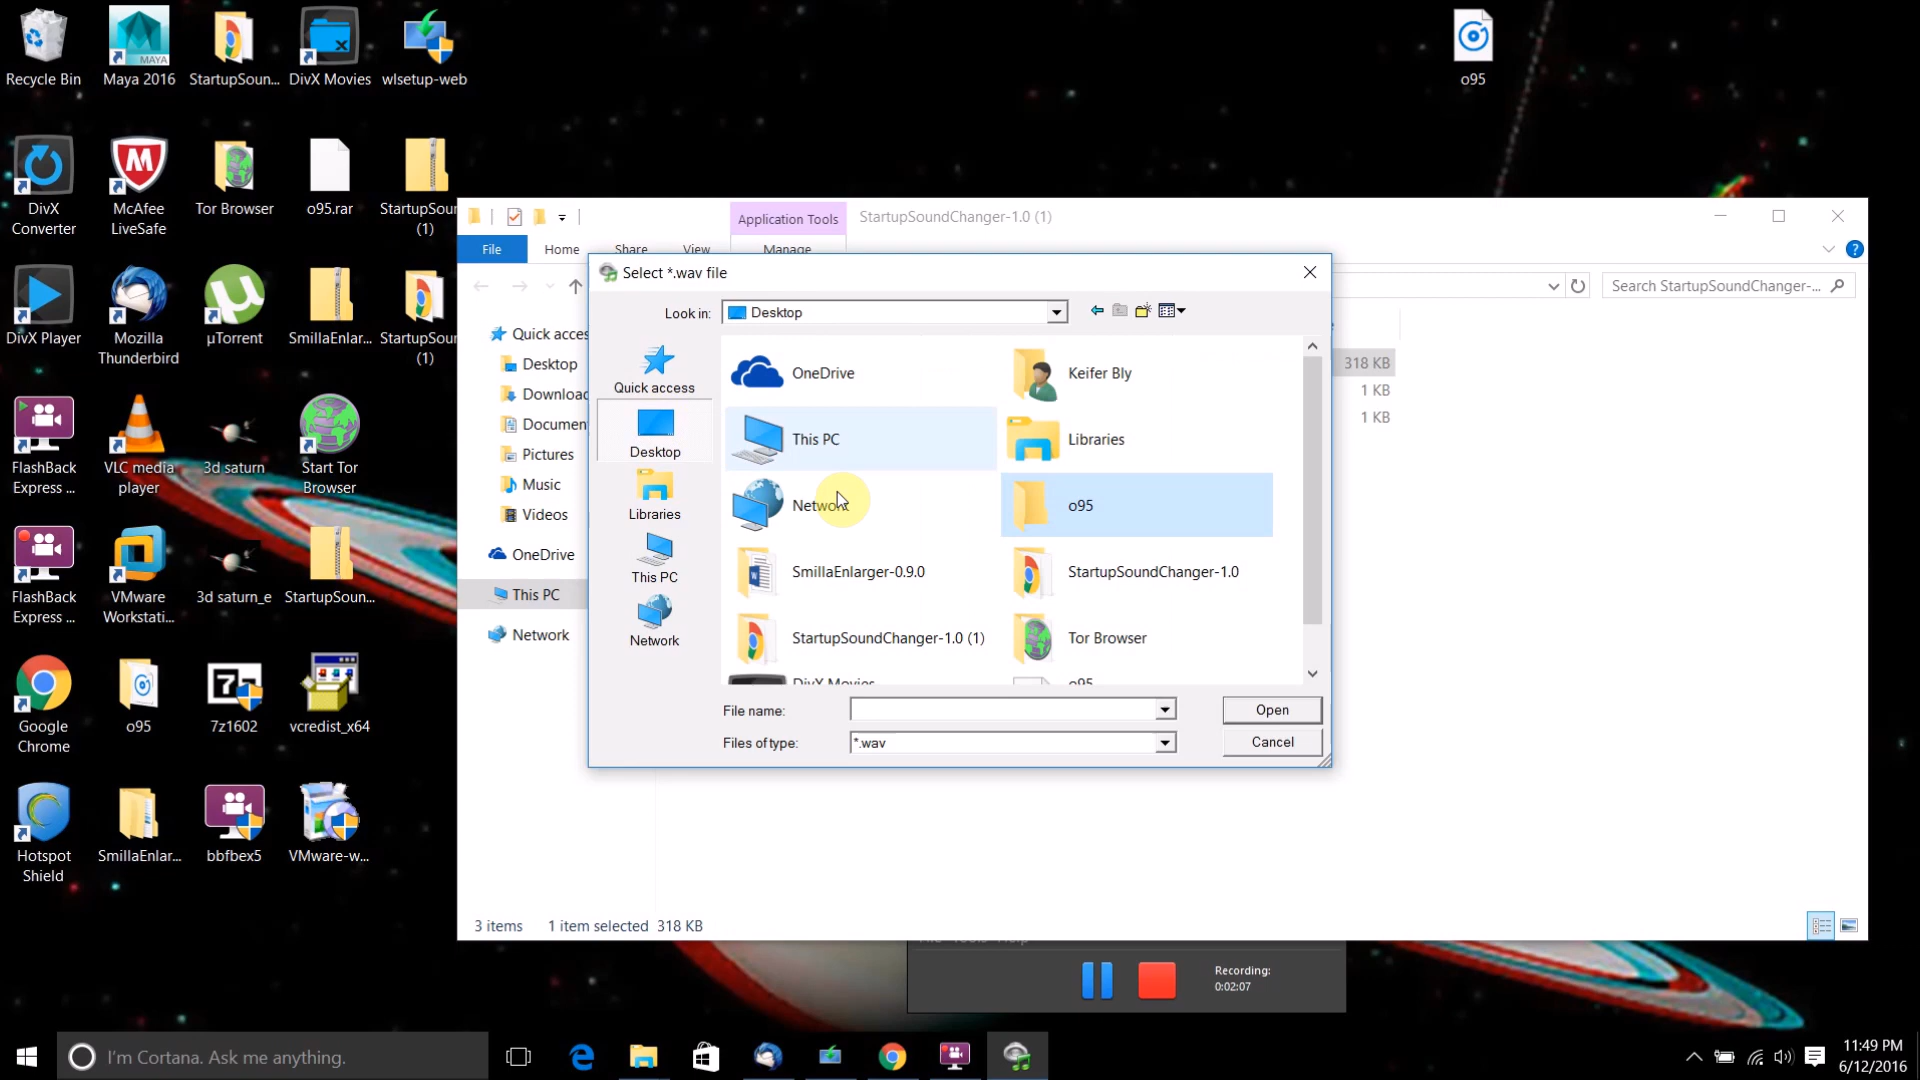 Recycle Bin
Maya 2016
MAYA
StartupSoun...
DivX Movies
wlsetup-web
o95
DivX
Converter
McAfee
LiveSafe
Tor Browser
o95.rar
StartupSour
(1)
DivX Player
Mozilla
Thunderbird
µTorrent
SmillaEnlar...
StartupSour
(1)
FlashBack
Express ...
VLC media
player
3d saturn
Start Tor
Browser
FlashBack
Express ...
VMware
Workstati...
3d saturn_e
StartupSoun...
Google
Chrome
o95
7z1602
vcredist_x64
Hotspot
Shield
SmillaEnlar...
bbfbex5
VMware-w...
Application Tools
StartupSoundChanger-1.0 (1)
File
Home
Share
View
Manage
Search StartupSoundChanger-...
Quick acces
Desktop
Download
Documen
Pictures
Music
Videos
OneDrive
This PC
Network
318 KB
1 KB
1 KB
3 items
1 item selected 318 KB
Select *.wav file
Look in:
Desktop
Quick access
Desktop
Libraries
This PC
Network
OneDrive
Keifer Bly
This PC
Libraries
Network
o95
SmillaEnlarger-0.9.0
StartupSoundChanger-1.0
StartupSoundChanger-1.0 (1)
Tor Browser
DivX Movies
o95
File name:
Open
Files of type:
*.wav
Cancel
Recording:
0:02:07
I'm Cortana. Ask me anything.
11:49 PM
6/12/2016